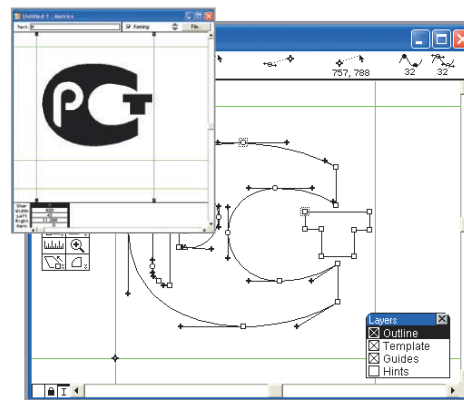 Untitled 1 : Metrics
Text:
Kerning
File...
757, 788
32
32
РСТ
Char
Width
Left
Right
Kern
Layers
Outline
Template
Guides
Hints